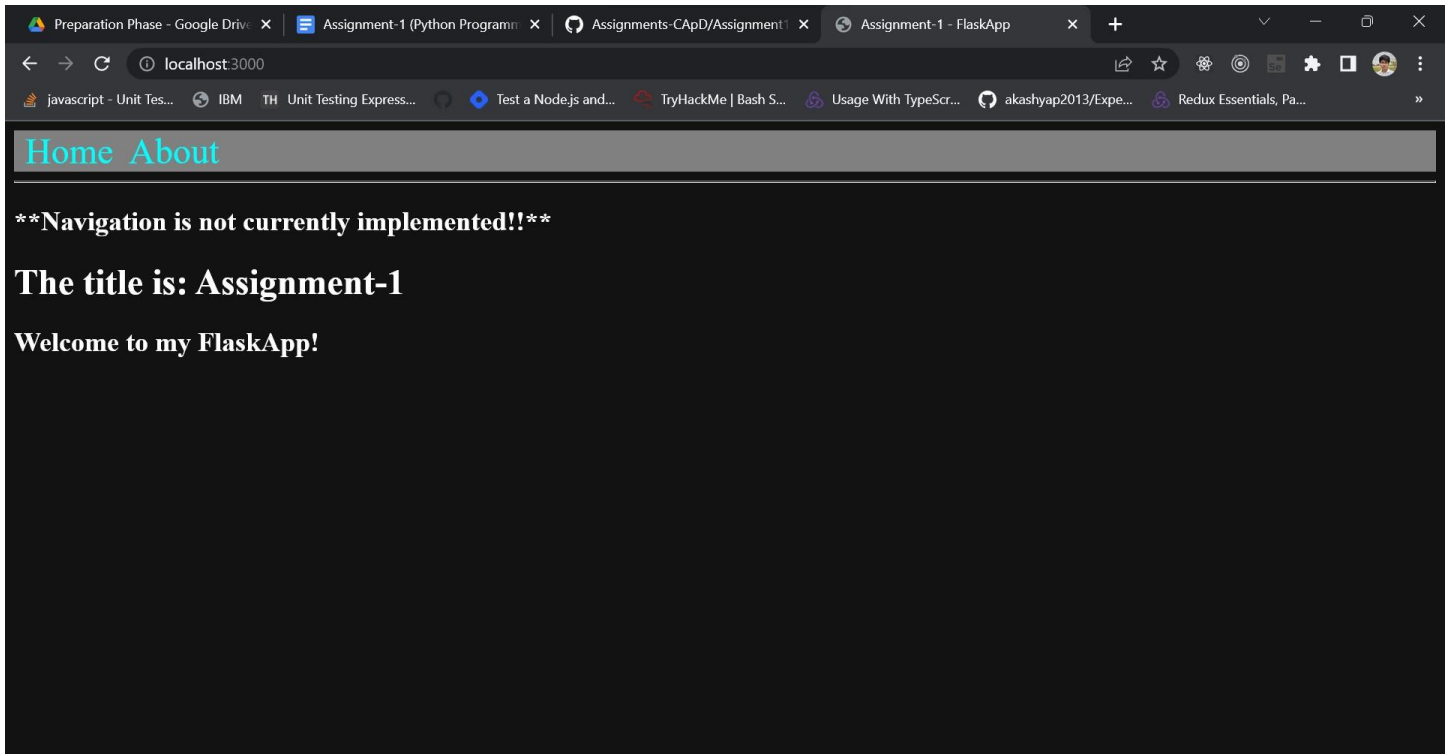 Preparation Phase - Google Drive
Assignment-1 (Python Programm
Assignments-CApD/Assignment1
Assignment-1 - FlaskApp
localhost:3000
javascript - Unit Tes...
IBM
TH Unit Testing Express...
Test a Node.js and...
TryHackMe | Bash S...
Usage With TypeScr...
akashyap2013/Expe...
Redux Essentials, Pa...
»
Home About
**Navigation is not currently implemented!!**
The title is: Assignment-1
Welcome to my FlaskApp!